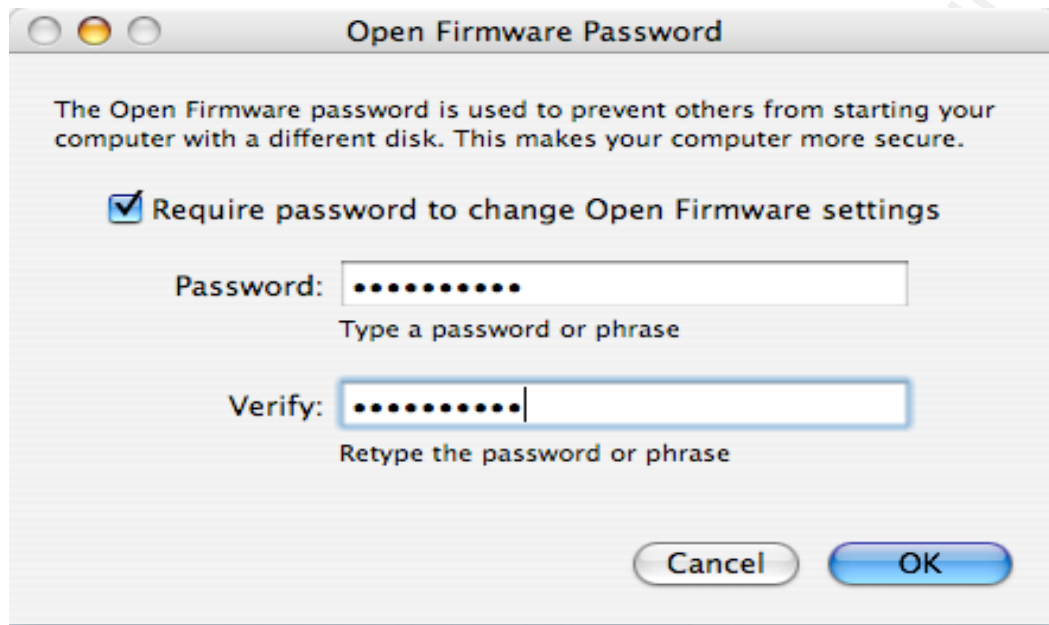 Open Firmware Password
The Open Firmware password is used to prevent others from starting your
computer with a different disk. This makes your computer more secure.
Require password to change Open Firmware settings
Password: ••••••••••
Type a password or phrase
Verify: ••••••••••
Retype the password or phrase
Cancel OK